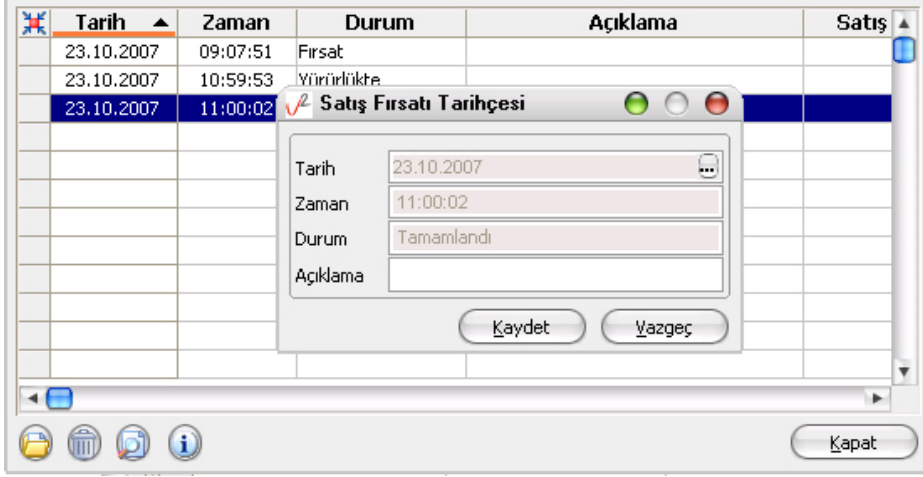 Tarih Zaman Durum Açıklama Satış
23.10.2007 09:07:51 Fırsat
23.10.2007 10:59:53 Yürürlükte
23.10.2007 11:00:02
Satış Fırsatı Tarihçesi
Tarih 23.10.2007 ...
Zaman 11:00:02
Durum Tamamlandı
Açıklama
Kaydet Vazgeç
Kapat